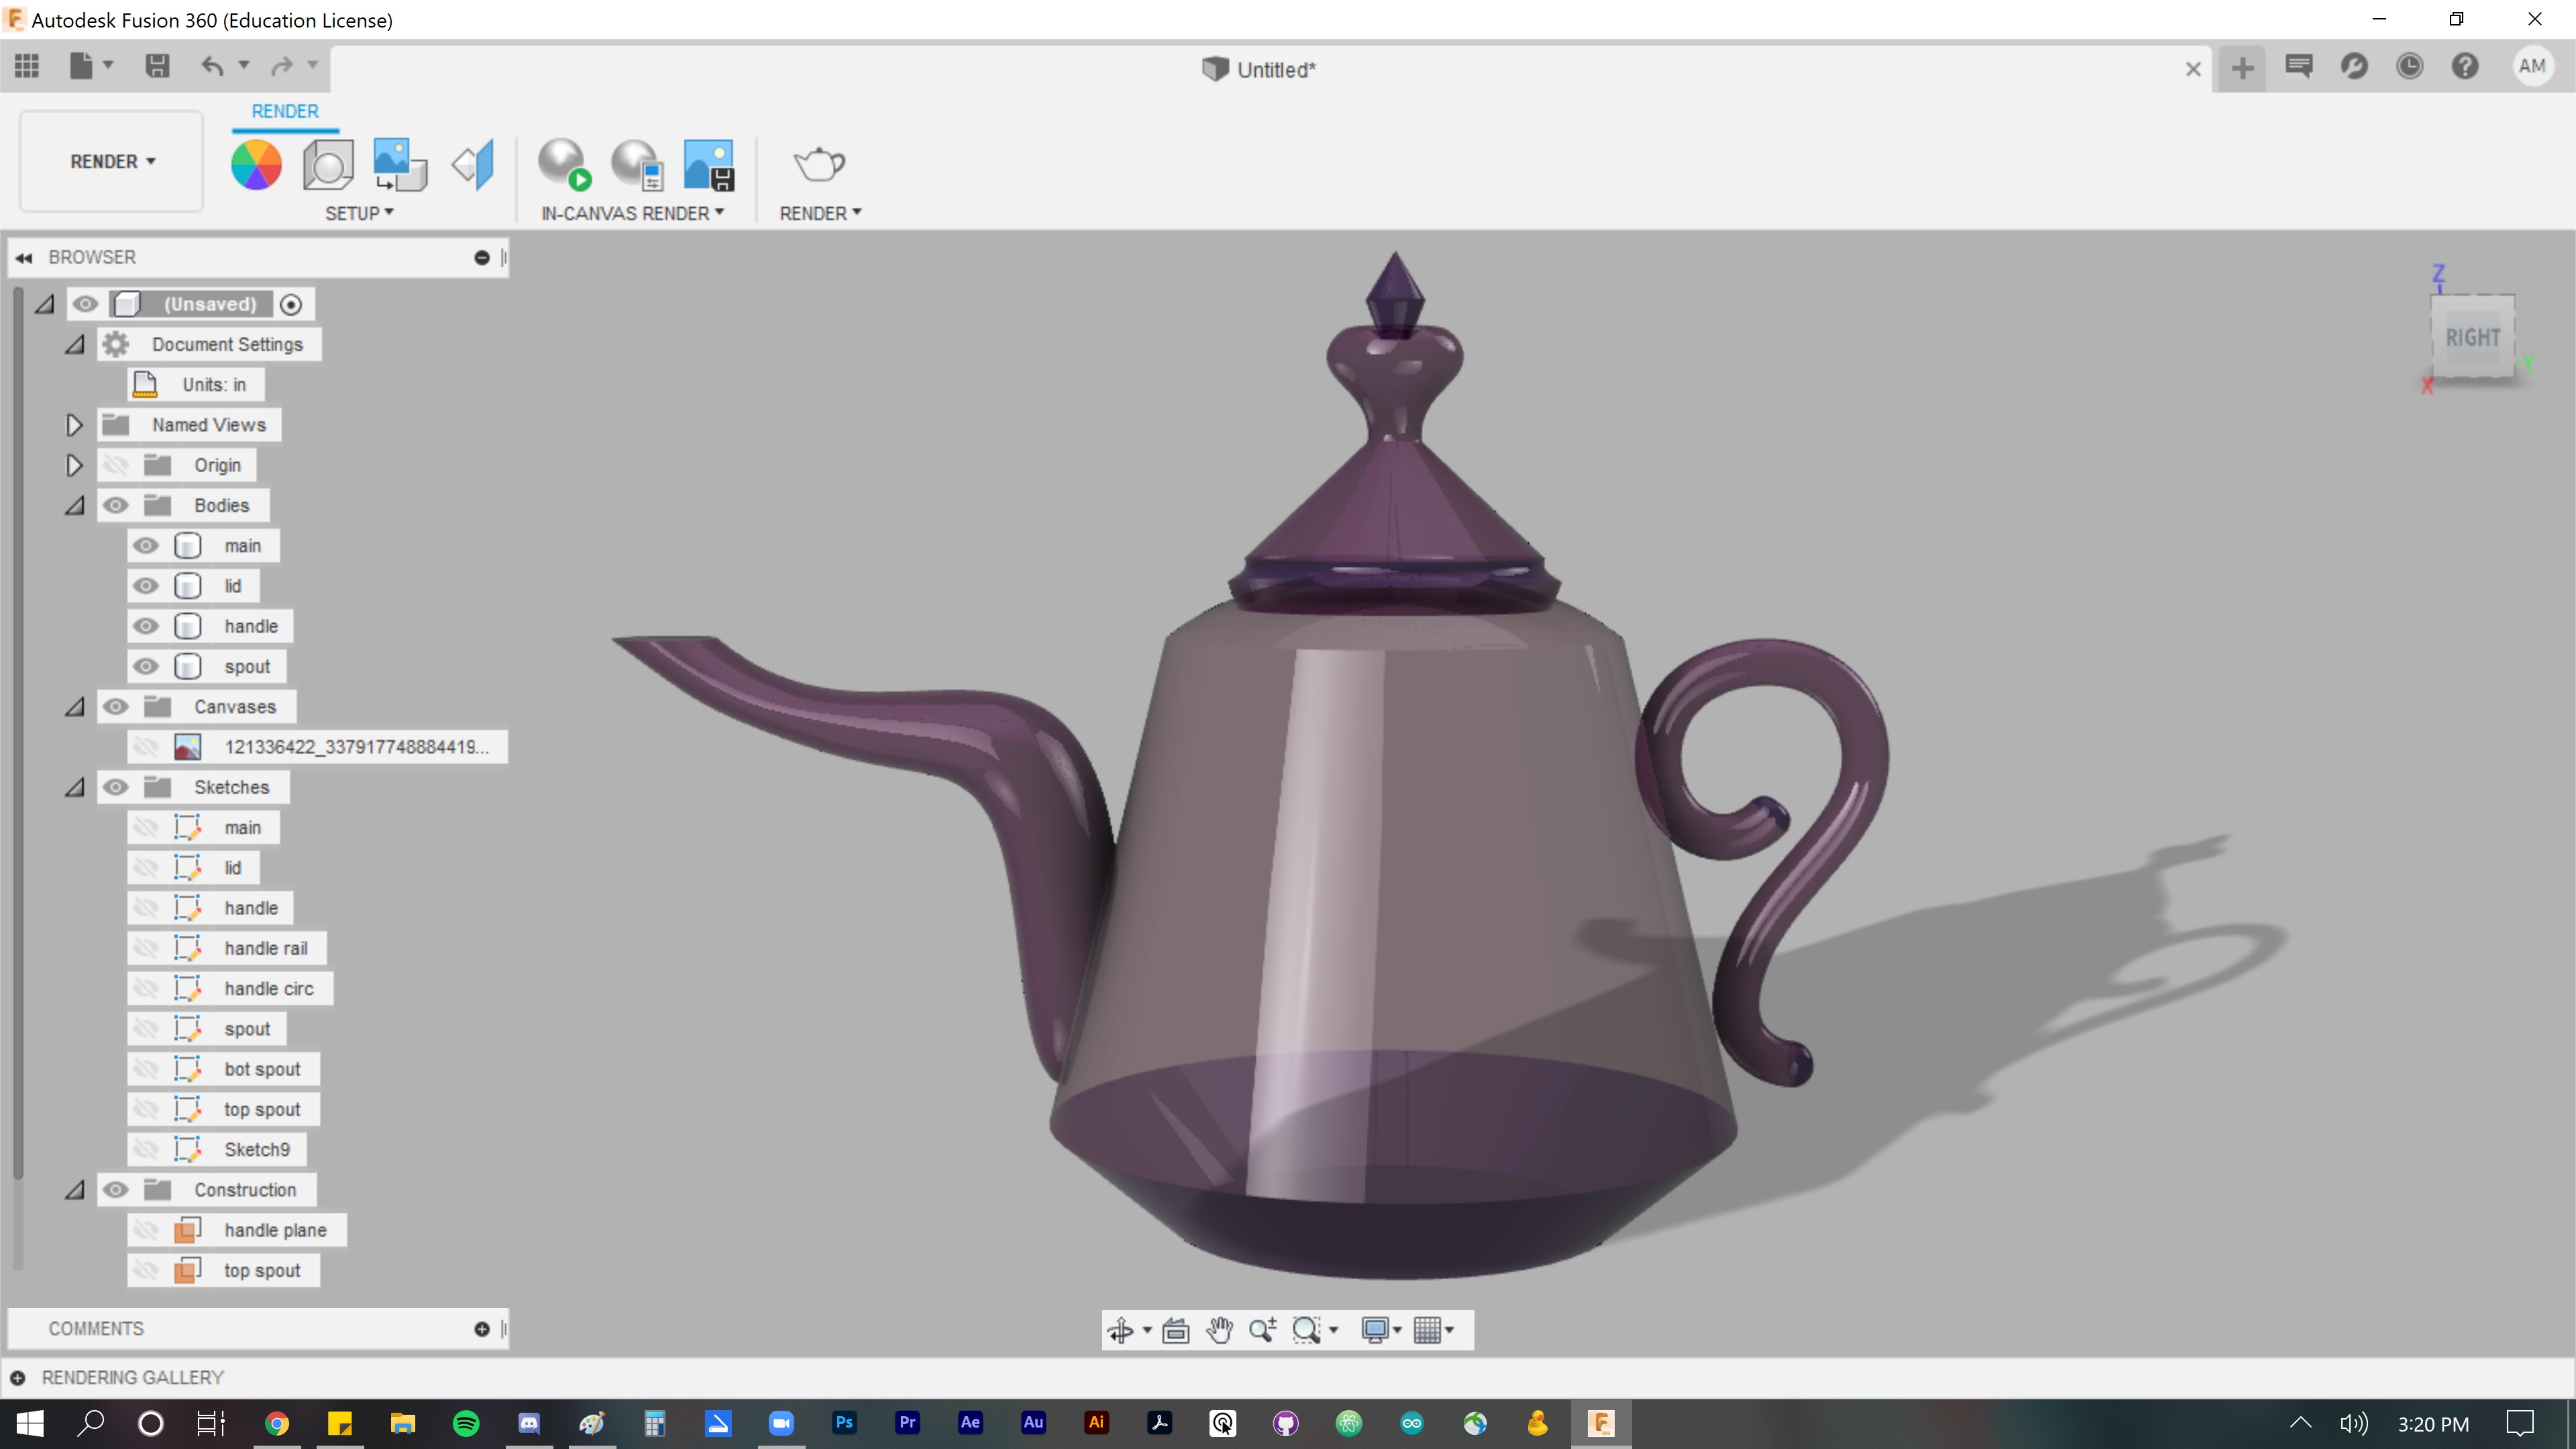 Autodesk Fusion 360 (Education License)
Untitled*
AM
RENDER
RENDER
SETUP
IN-CANVAS RENDER
RENDER
BROWSER
(Unsaved)
Document Settings
Units: in
Named Views
Origin
Bodies
main
lid
handle
spout
Canvases
121336422_337917748884419...
Sketches
main
lid
handle
handle rail
handle circ
spout
bot spout
top spout
Sketch9
Construction
handle plane
top spout
Z
RIGHT
Y
X
COMMENTS
RENDERING GALLERY
Ps
Pr
Ae
Au
Ai
F
3:20 PM